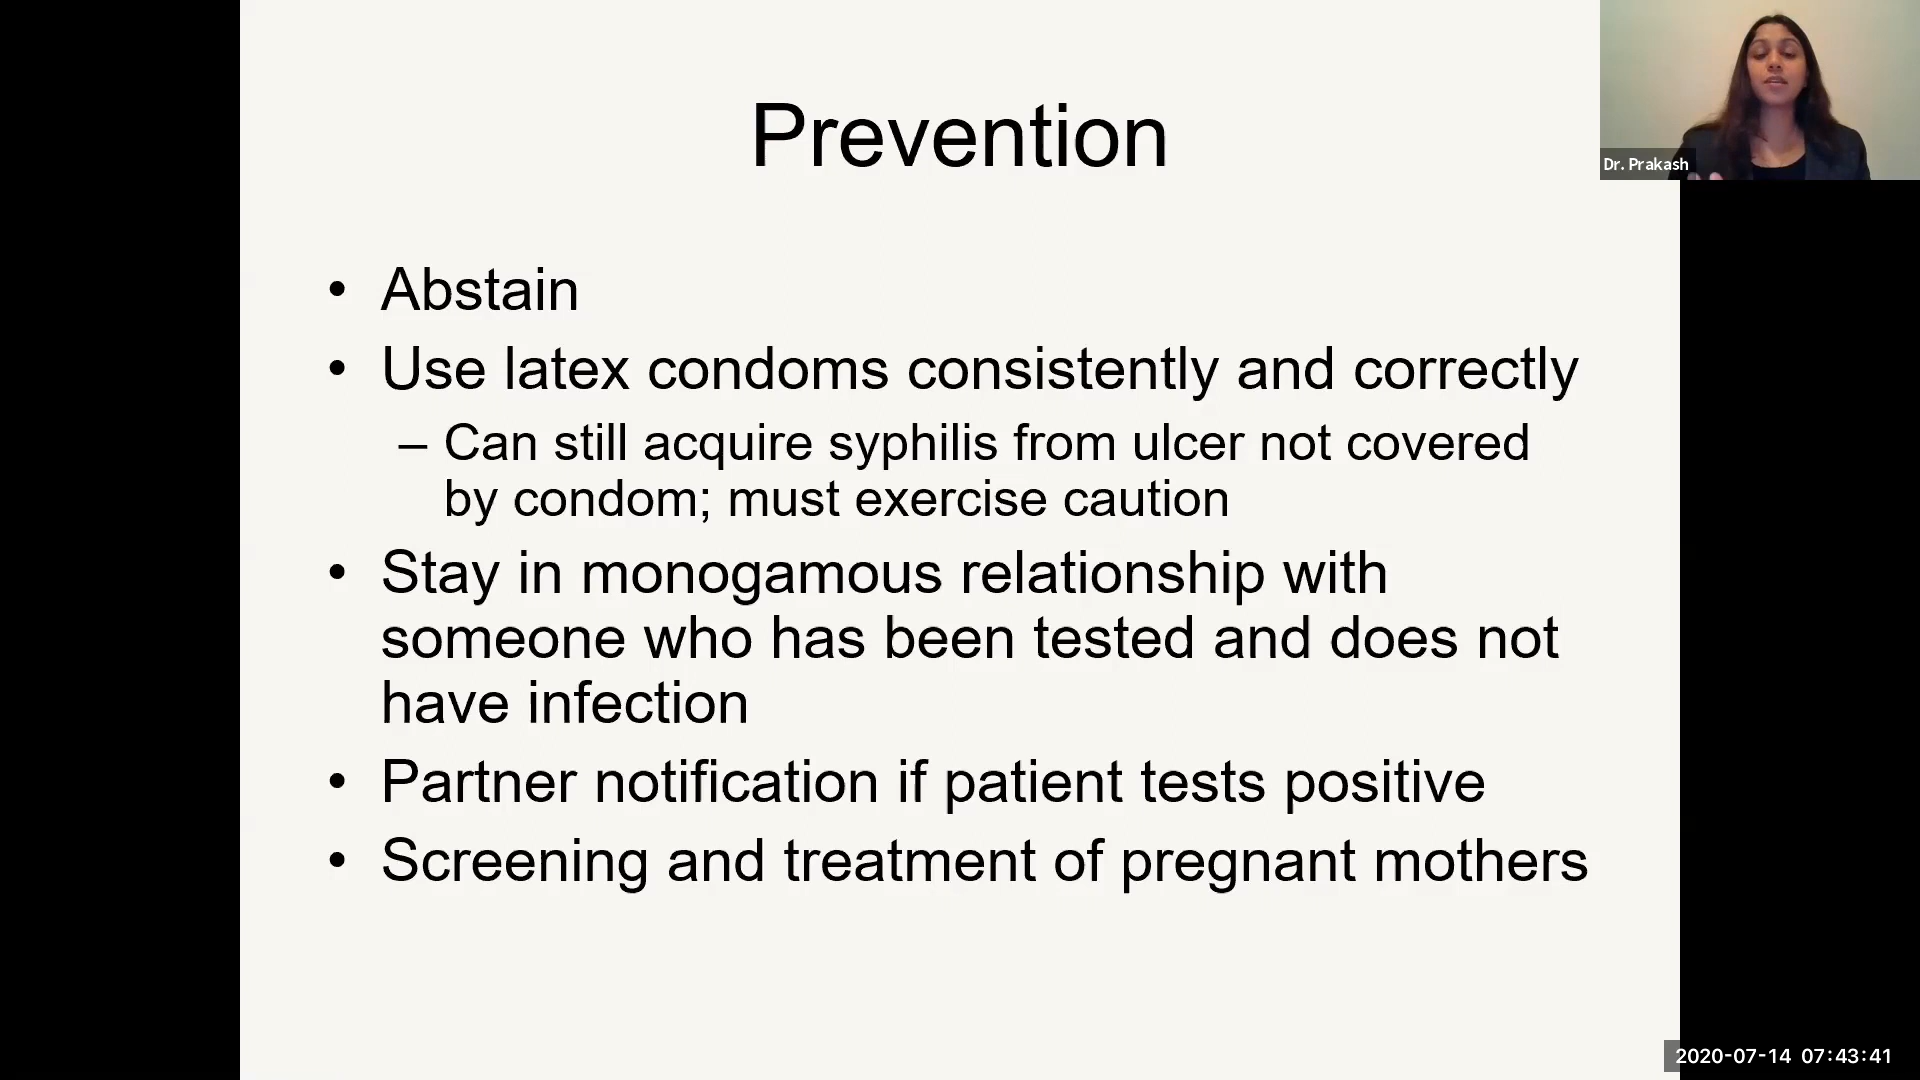 Prevention
• Abstain
• Use latex condoms consistently and correctly
– Can still acquire syphilis from ulcer not covered
by condom; must exercise caution
• Stay in monogamous relationship with
someone who has been tested and does not
have infection
• Partner notification if patient tests positive
• Screening and treatment of pregnant mothers
Dr. Prakash
2020-07-14 07:43:41